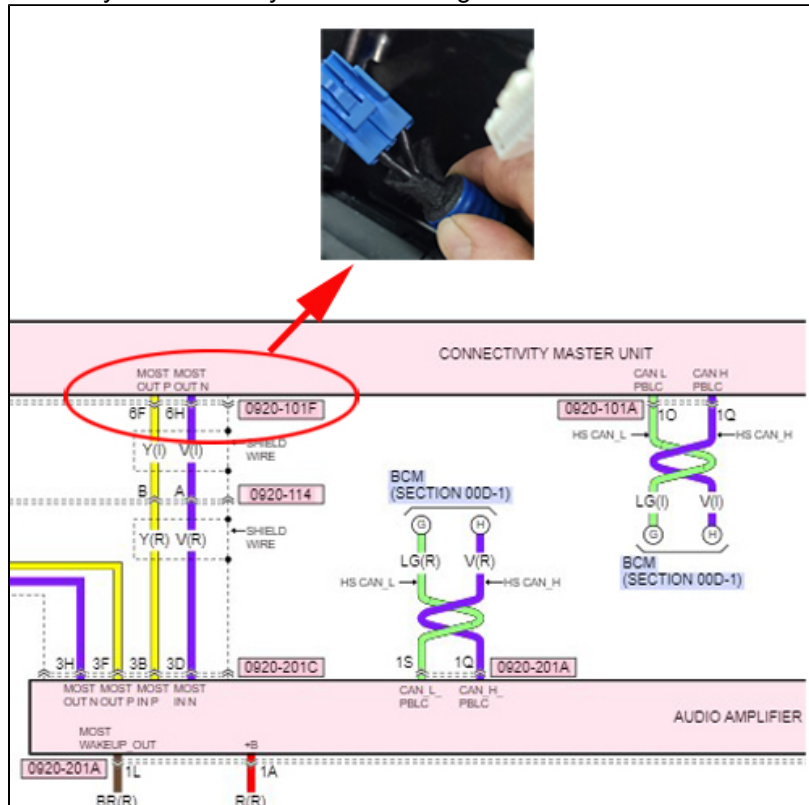 CONNECTIVITY MASTER UNIT
MOST MOST
OUT P OUT N
CAN L CAN H
PBLC PBLC
6F 6H 0920-101F
0920-101A 1O 1Q
SHIELD
WIRE
HS CAN_L HS CAN_H
Y(I) V(I)
BCM
(SECTION 00D-1)
B A 0920-114
LG(I) V(I)
G H
G H
SHIELD
WIRE
Y(R) V(R)
LG(R) V(R)
BCM
(SECTION 00D-1)
HS CAN_L HS CAN_H
3H 3F 3B 3D 0920-201C
1S 1Q 0920-201A
MOST MOST MOST MOST
OUT N OUT P IN P IN N
CAN_L_ CAN_H_
PBLC PBLC
AUDIO AMPLIFIER
MOST
WAKEUP_OUT +B
0920-201A 1L 1A
BR(R) R(R)